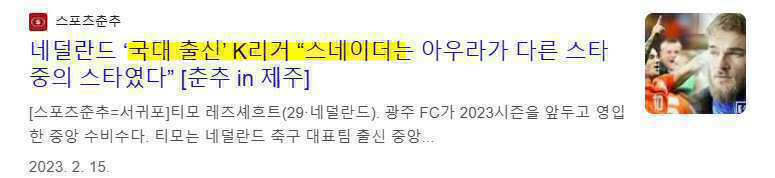 스포츠춘추
네덜란드 ‘국대 출신’ K리거 “스네이더는 아우라가 다른 스타
중의 스타였다” [춘추 in 제주]
[스포츠춘추=서귀포]티모 레즈셰흐트(29·네덜란드). 광주 FC가 2023시즌을 앞두고 영입
한 중앙 수비수다. 티모는 네덜란드 축구 대표팀 출신 중앙...
2023. 2. 15.